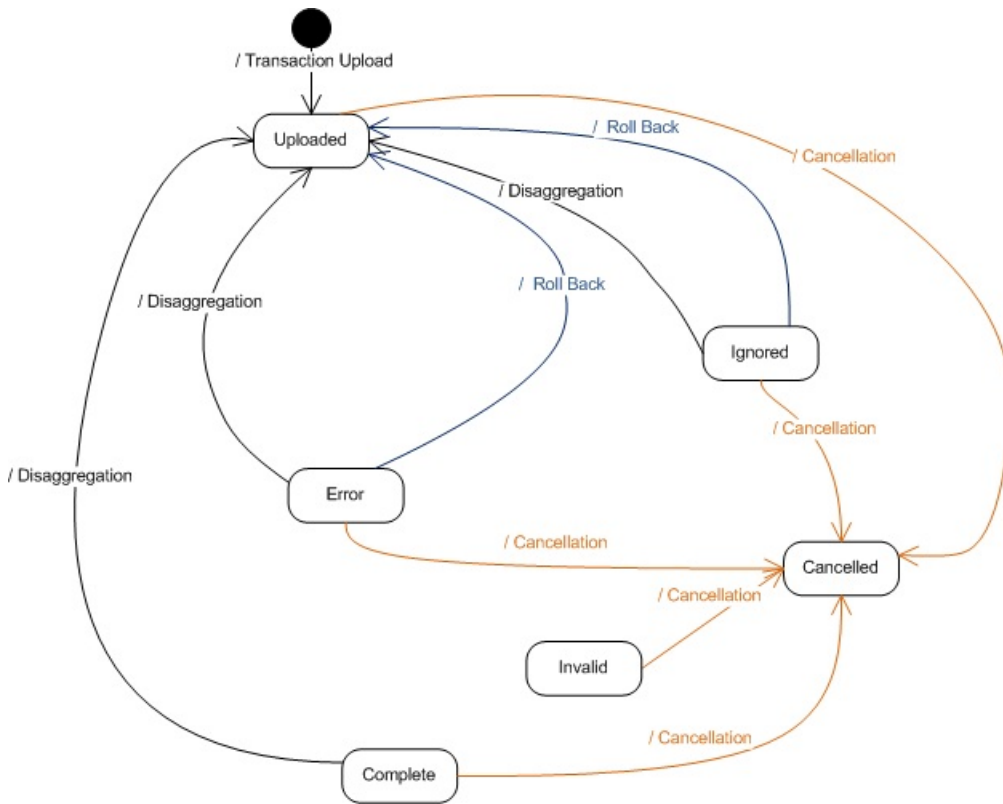 / Transaction Upload
Uploaded
/ Roll Back
/ Cancellation
/ Disaggregation
/ Roll Back
/ Disaggregation
Ignored
/ Cancellation
/ Disaggregation
Error
/ Cancellation
Cancelled
/ Cancellation
Invalid
/ Cancellation
Complete